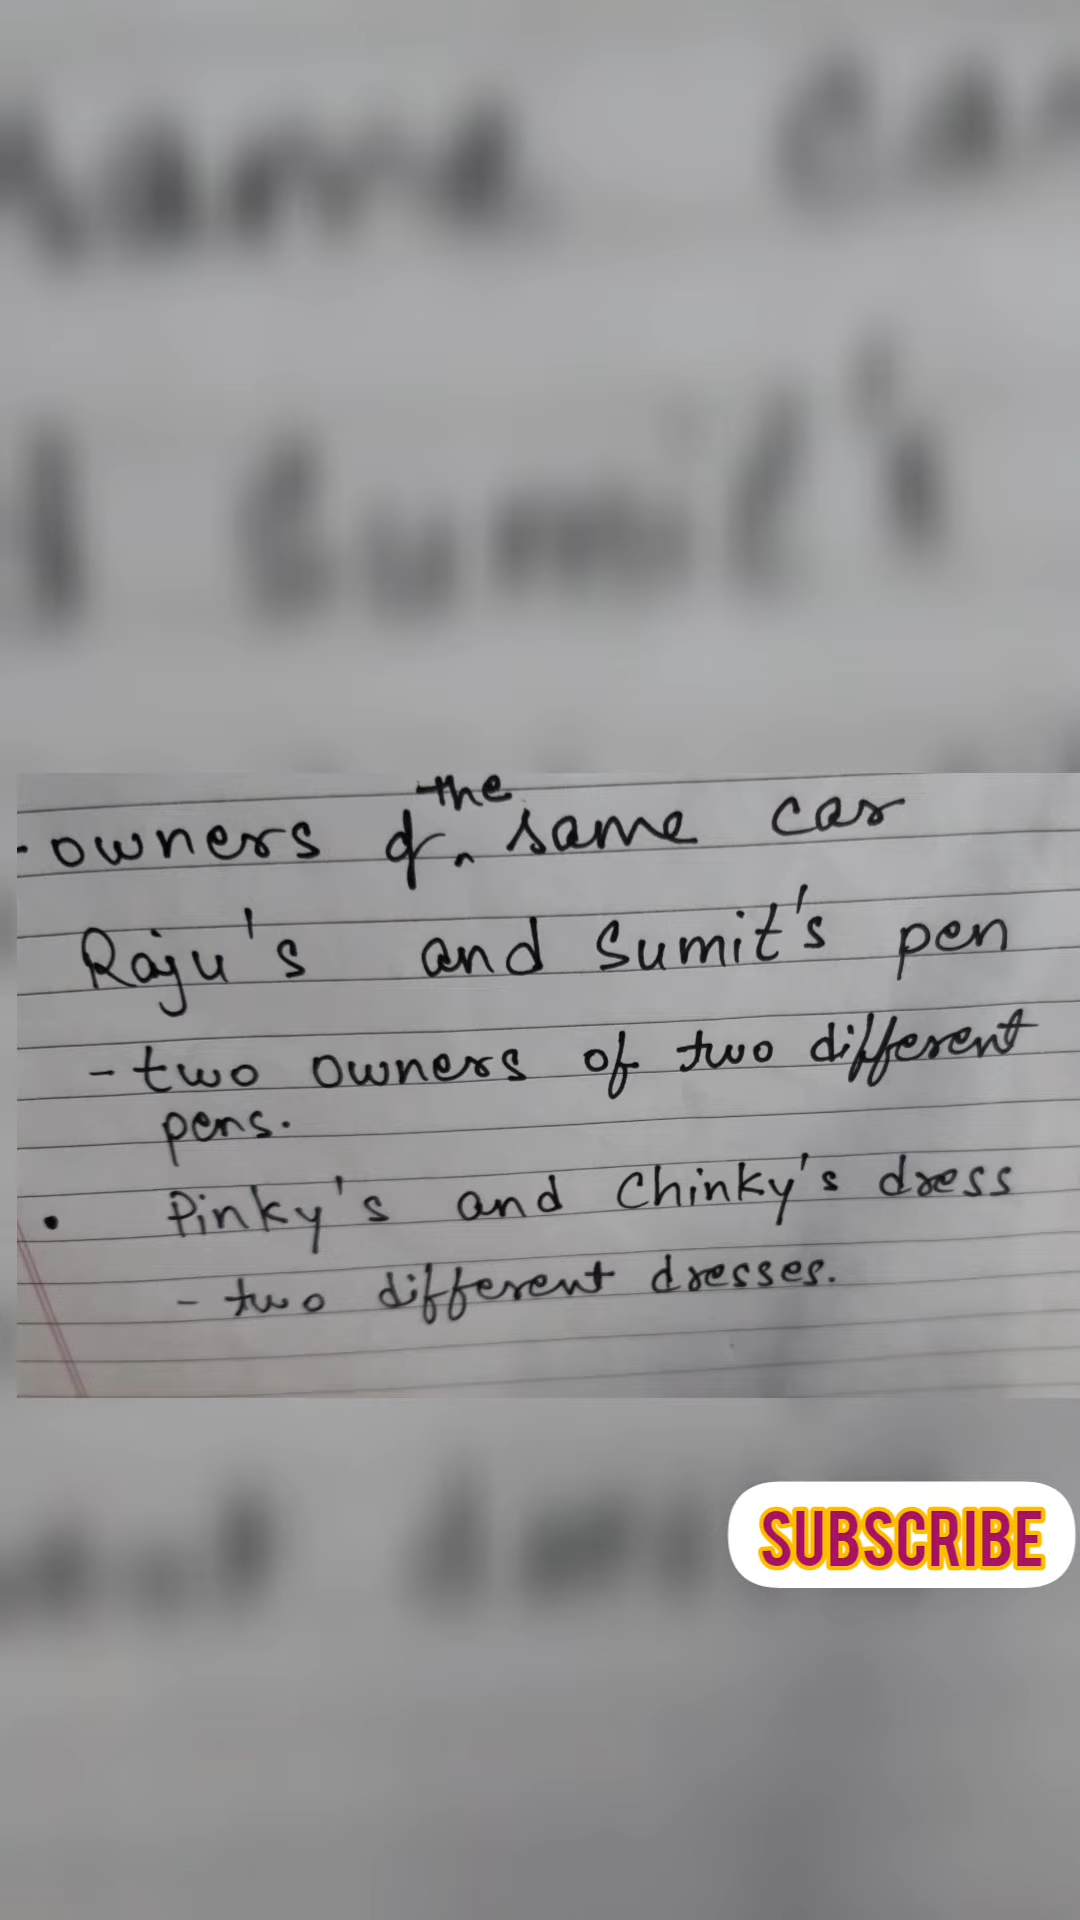 - owners of the same car
Raju's and Sumit's pen
- two owners of two different
pens.
• Pinky's and Chinky's dress
- two different dresses.
SUBSCRIBE